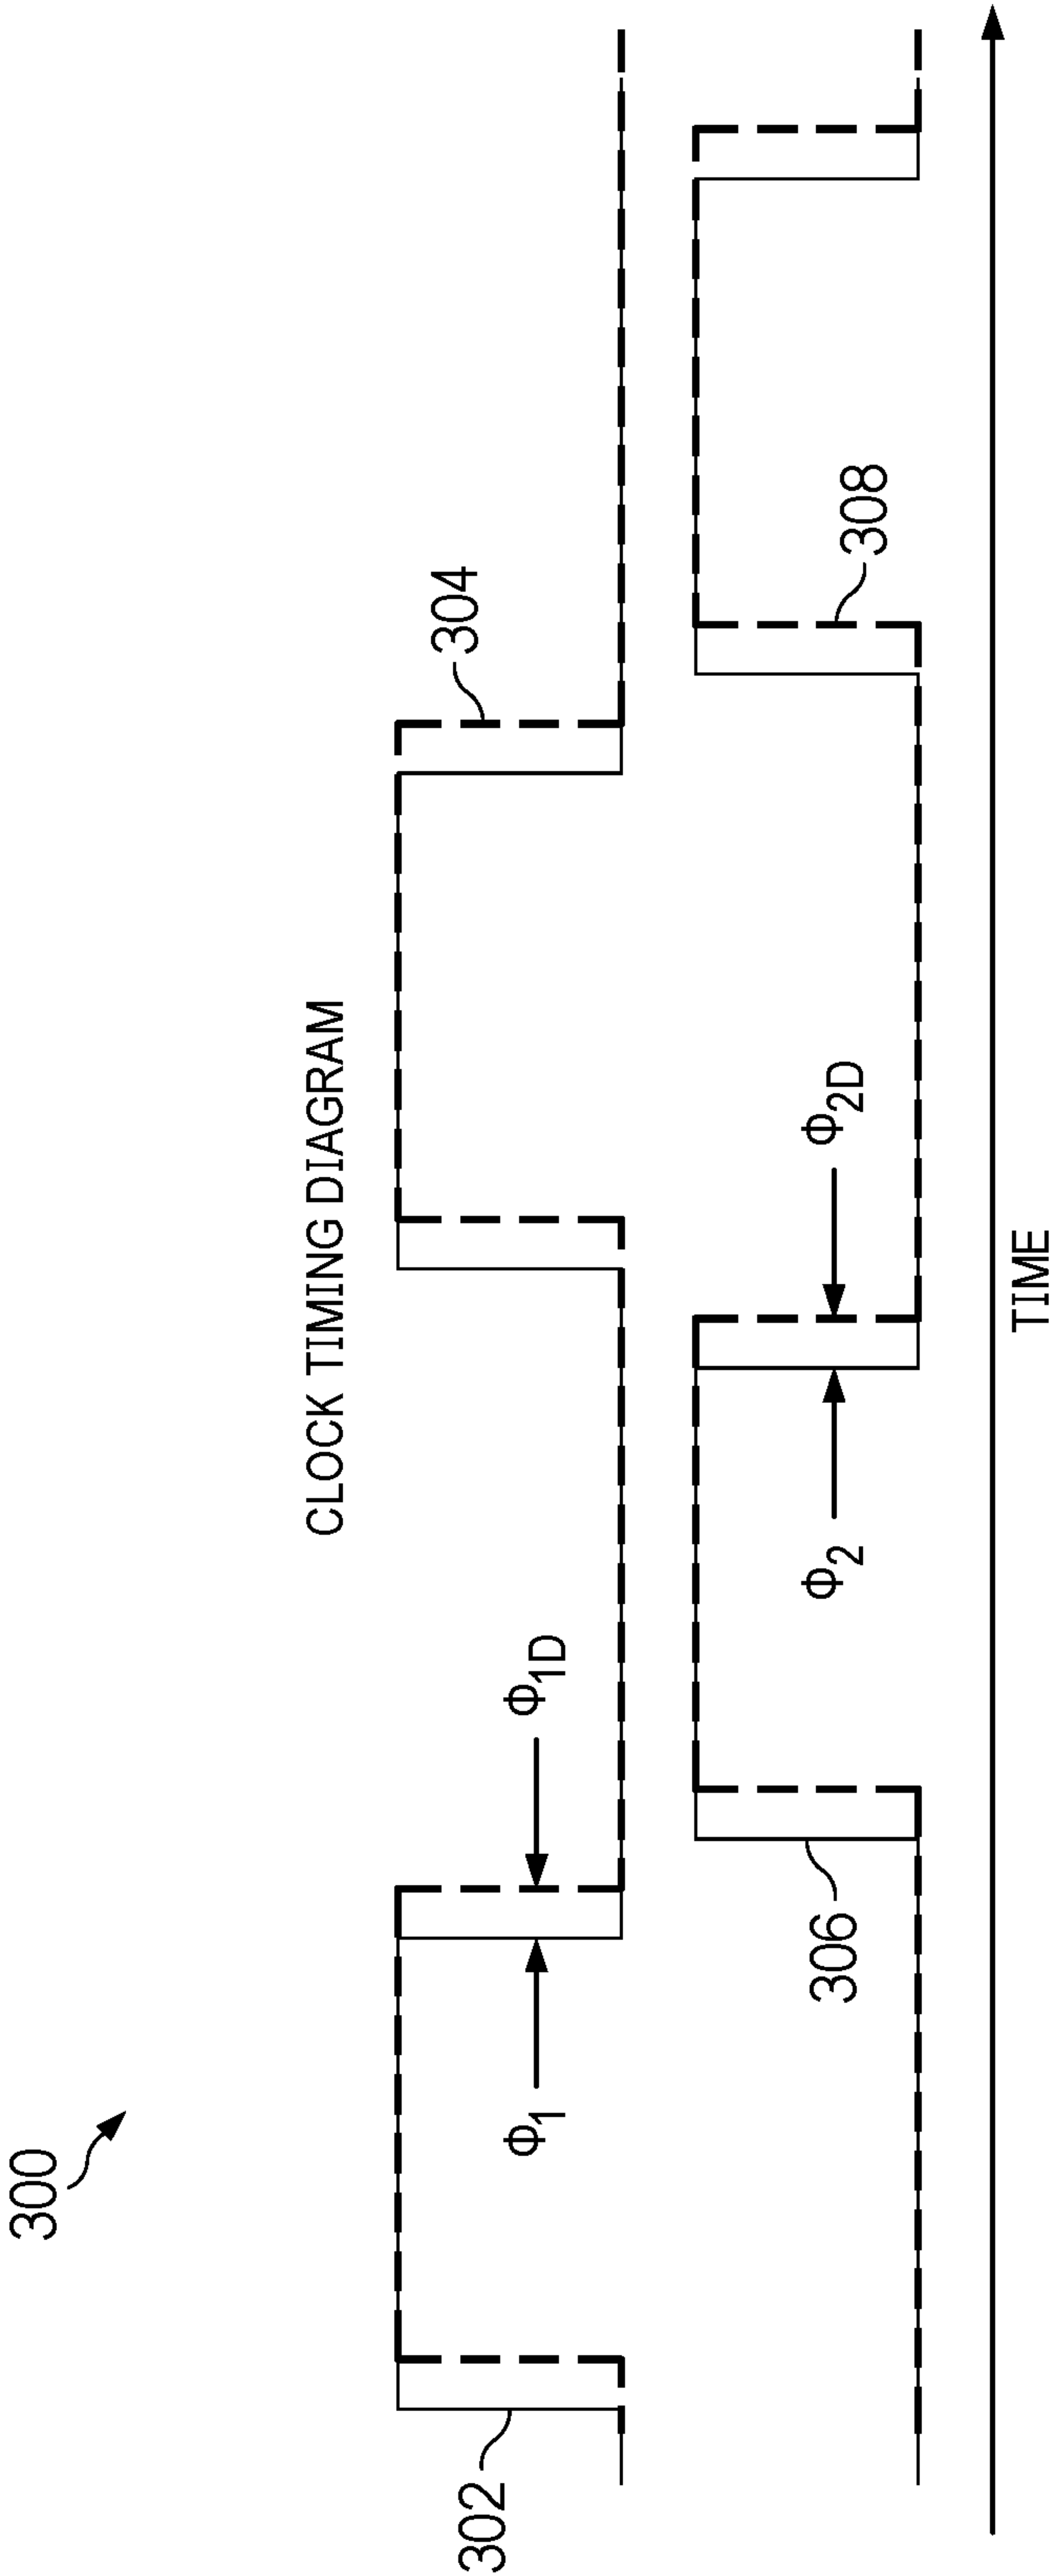 300
CLOCK TIMING DIAGRAM
302
304
Φ1
Φ1D
306
308
Φ2
Φ2D
TIME